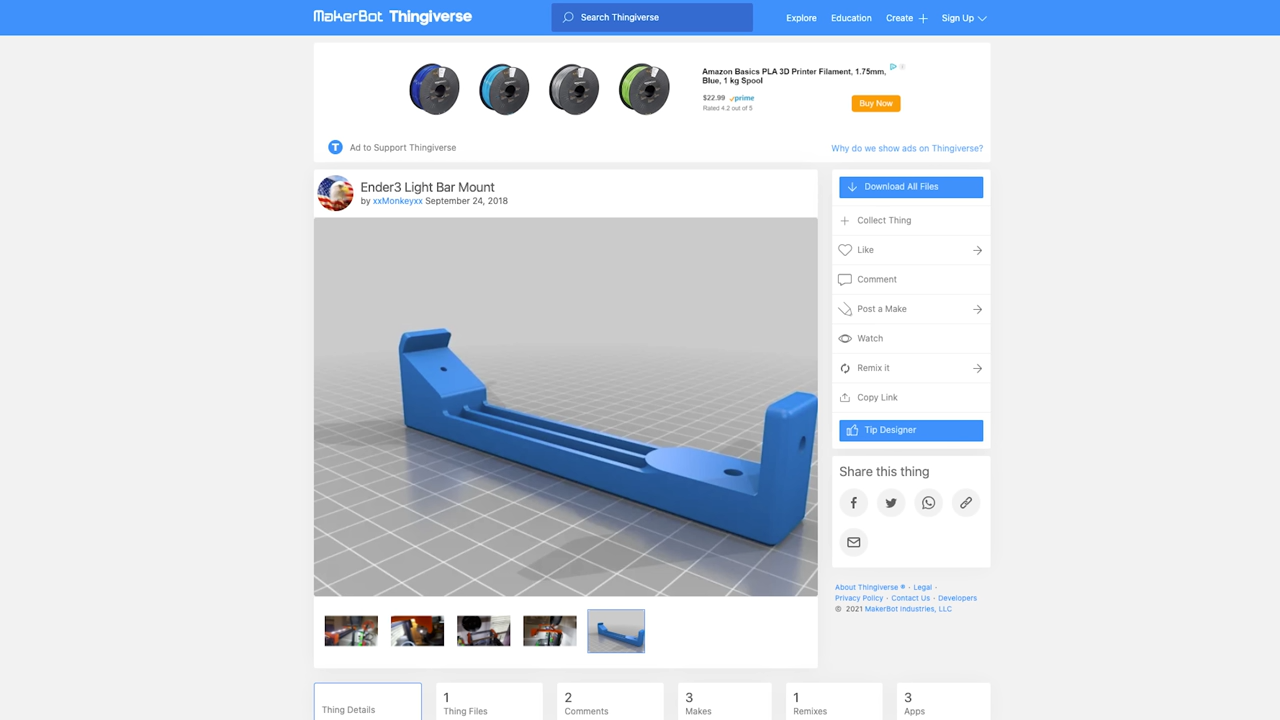 MakerBot Thingiverse
Search Thingiverse
Explore
Education
Create
Sign Up
Amazon Basics PLA 3D Printer Filament, 1.75mm,
Blue, 1 kg Spool
$22.99 prime
Rated 4.2 out of 5
Buy Now
T Ad to Support Thingiverse
Why do we show ads on Thingiverse?
Ender3 Light Bar Mount
by xxMonkeyxx September 24, 2018
Download All Files
Collect Thing
Like
Comment
Post a Make
Watch
Remix it
Copy Link
Tip Designer
Share this thing
About Thingiverse ® · Legal ·
Privacy Policy · Contact Us · Developers
© 2021 MakerBot Industries, LLC
Thing Details
1
Thing Files
2
Comments
3
Makes
1
Remixes
3
Apps